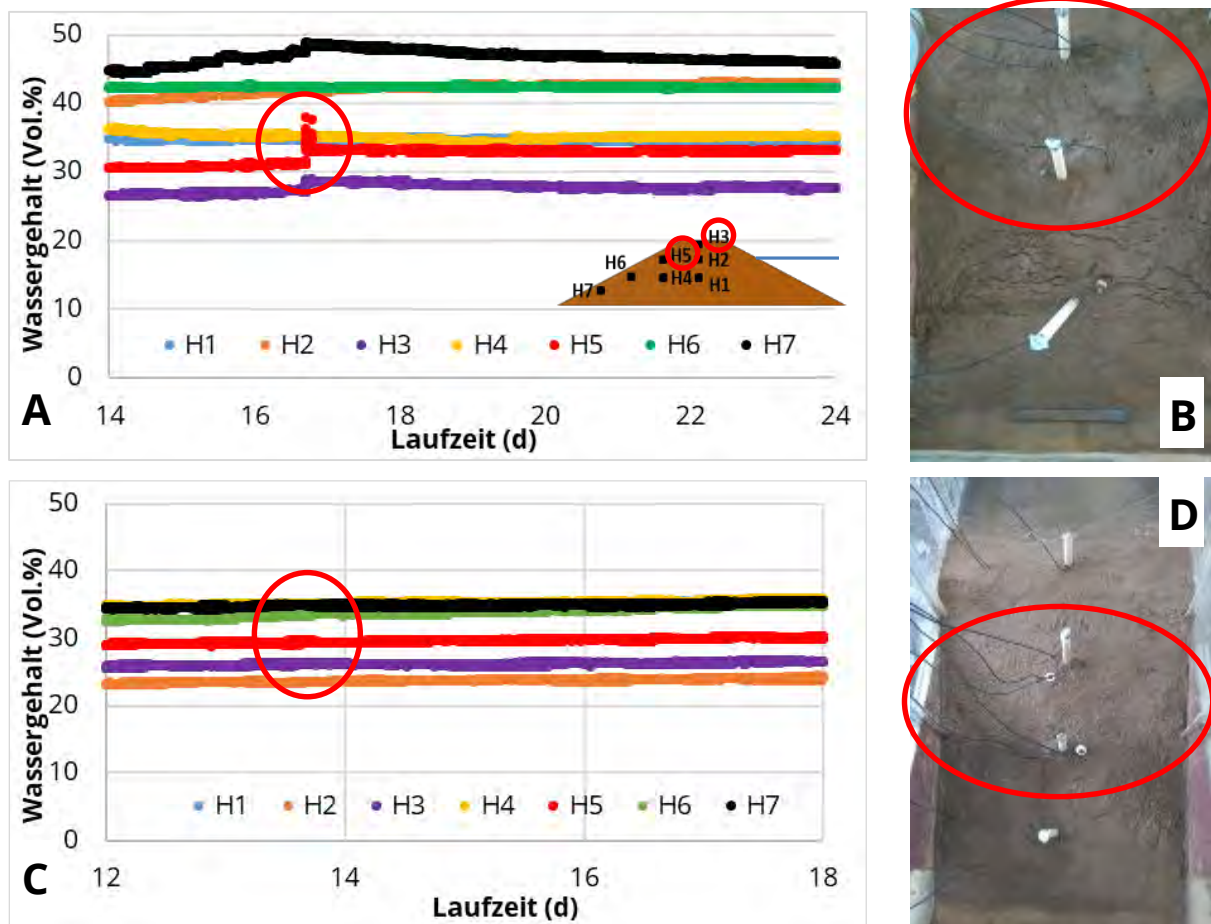 50
40
30
20
10
0
Wassergehalt (Vol.%)
H3
H5
H2
H6
H4
H1
H7
H1 H2 H3 H4 H5 H6 H7
14 16 18 20 22 24
Laufzeit (d)
A
B
50
40
30
20
10
0
Wassergehalt (Vol.%)
H1 H2 H3 H4 H5 H6 H7
12 14 16 18
Laufzeit (d)
C
D